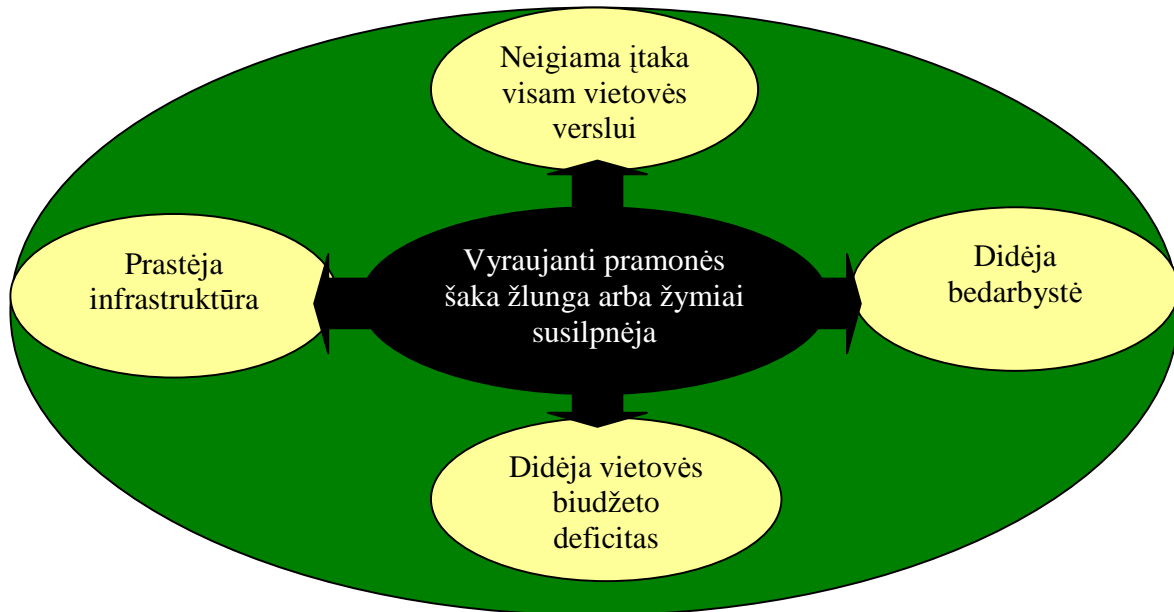 Neigiama įtaka
visam vietovės
verslui
Prastėja
infrastruktūra
Vyraujanti pramonės
šaka žlunga arba žymiai
susilpnėja
Didėja
bedarbystė
Didėja vietovės
biudžeto
deficitas